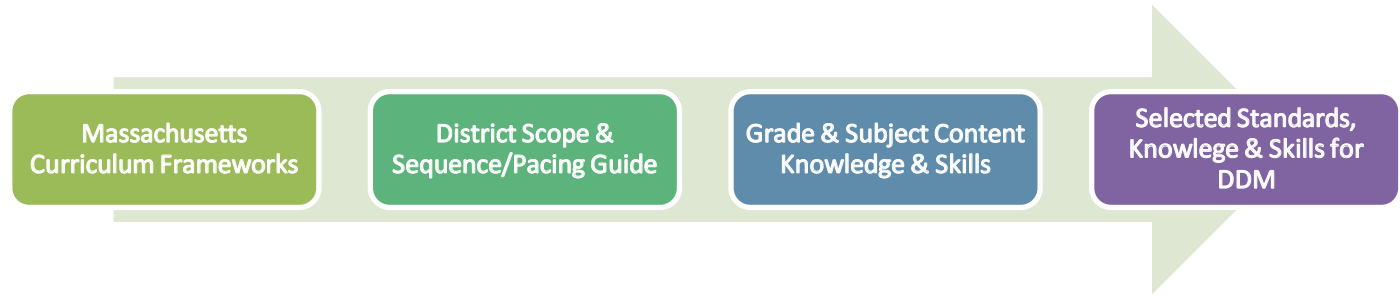 Massachusetts
Curriculum Frameworks
District Scope &
Sequence/Pacing Guide
Grade & Subject Content
Knowledge & Skills
Selected Standards,
Knowlege & Skills for
DDM